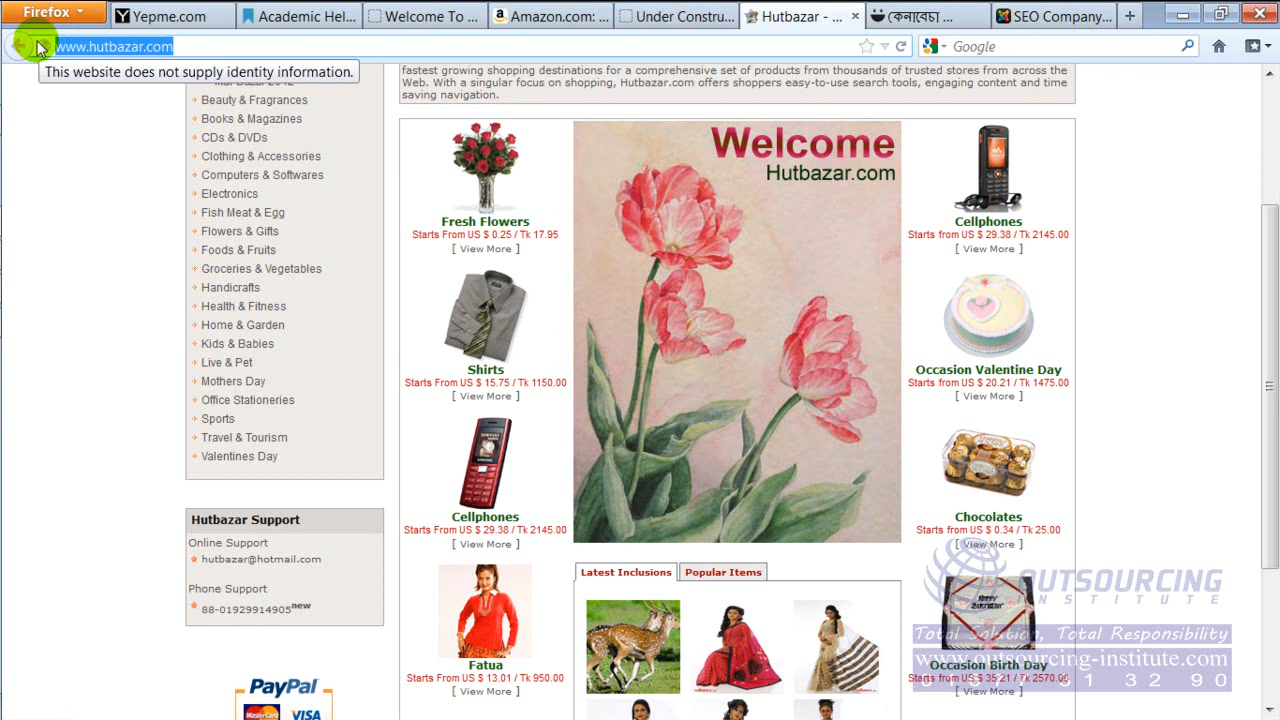 Firefox
Yepme.com
Academic Hel...
Welcome To ...
Amazon.com: ...
Under Constru...
Hutbazar - ...
কেনাবেচা ...
SEO Company...
www.hutbazar.com
Google
This website does not supply identity information.
Beauty & Fragrances
Books & Magazines
CDs & DVDs
Clothing & Accessories
Computers & Softwares
Electronics
Fish Meat & Egg
Flowers & Gifts
Foods & Fruits
Groceries & Vegetables
Handicrafts
Health & Fitness
Home & Garden
Kids & Babies
Live & Pet
Mothers Day
Office Stationeries
Sports
Travel & Tourism
Valentines Day
Hutbazar Support
Online Support
hutbazar@hotmail.com
Phone Support
88-01929914905new
PayPal
MasterCard VISA
fastest growing shopping destinations for a comprehensive set of products from thousands of trusted stores from across the
Web. With a singular focus on shopping, Hutbazar.com offers shoppers easy-to-use search tools, engaging content and time
saving navigation.
Fresh Flowers
Starts From US $ 0.25 / Tk 17.95
[ View More ]
Shirts
Starts From US $ 15.75 / Tk 1150.00
[ View More ]
Cellphones
Starts From US $ 29.38 / Tk 2145.00
[ View More ]
Fatua
Starts From US $ 13.01 / Tk 950.00
[ View More ]
Welcome
Hutbazar.com
Latest Inclusions
Popular Items
Cellphones
Starts from US $ 29.38 / Tk 2145.00
[ View More ]
Occasion Valentine Day
Starts from US $ 20.21 / Tk 1475.00
[ View More ]
Chocolates
Starts from US $ 0.34 / Tk 25.00
[ View More ]
Occasion Birth Day
Starts from US $ 35.21 / Tk 2570.00
[ View More ]
OUTSOURCING
INSTITUTE
Total Solution, Total Responsibility
www.outsourcing-institute.com